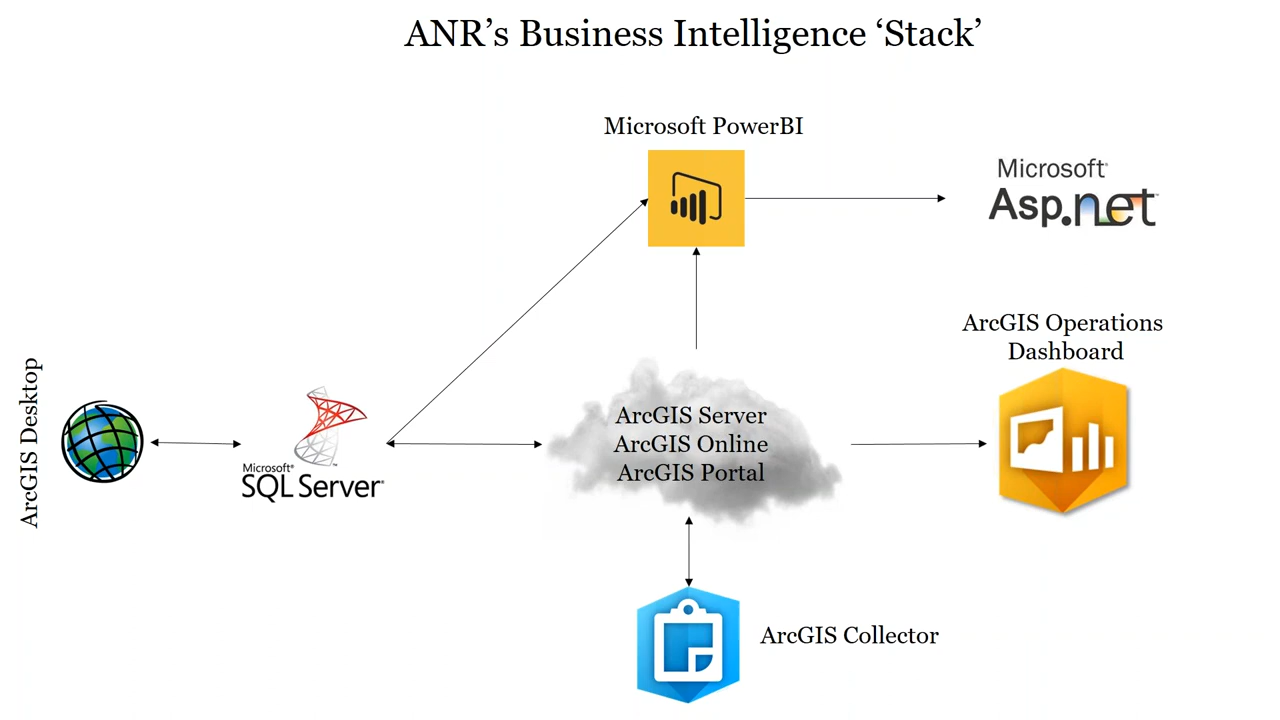 ANR’s Business Intelligence ‘Stack’
Microsoft PowerBI
Microsoft®
Asp.net™
ArcGIS Operations
Dashboard
ArcGIS Desktop
Microsoft®
SQL Server®
ArcGIS Server
ArcGIS Online
ArcGIS Portal
ArcGIS Collector